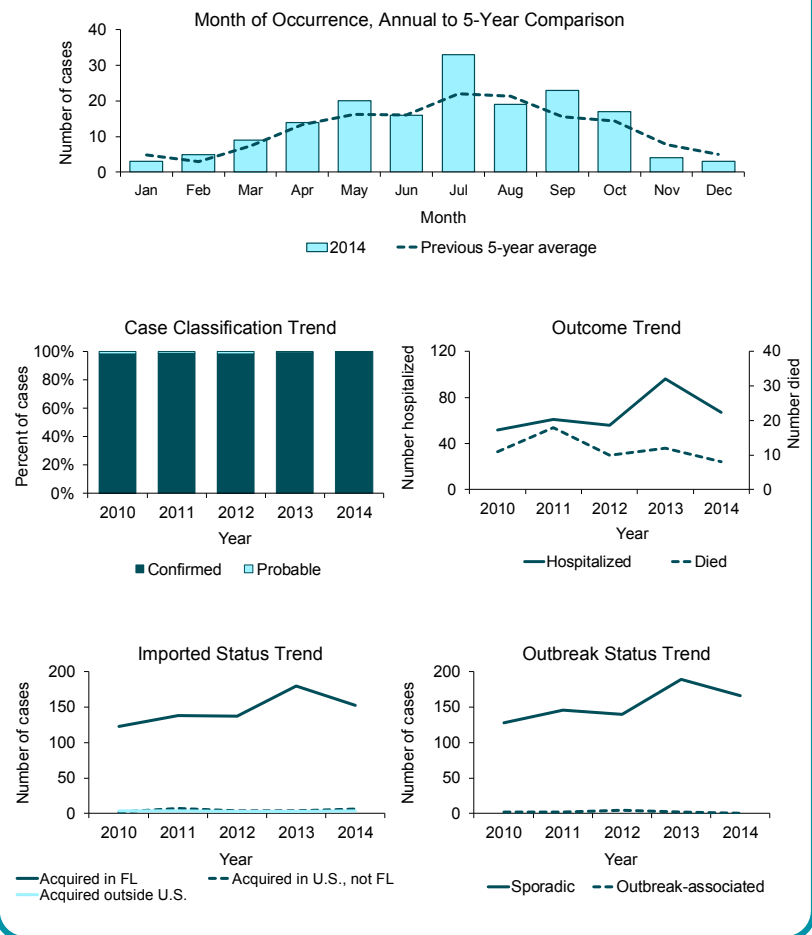 Month of Occurrence, Annual to 5-Year Comparison
Number of cases
40
30
20
10
0
Jan Feb Mar Apr May Jun Jul Aug Sep Oct Nov Dec
Month
2014 Previous 5-year average
Case Classification Trend
Percent of cases
100%
80%
60%
40%
20%
0%
2010 2011 2012 2013 2014
Year
Confirmed Probable
Outcome Trend
Number hospitalized
120
80
40
0
Number died
40
30
20
10
0
2010 2011 2012 2013 2014
Year
Hospitalized Died
Imported Status Trend
Number of cases
200
150
100
50
0
2010 2011 2012 2013 2014
Year
Acquired in FL Acquired in U.S., not FL
Acquired outside U.S.
Outbreak Status Trend
Number of cases
200
150
100
50
0
2010 2011 2012 2013 2014
Year
Sporadic Outbreak-associated